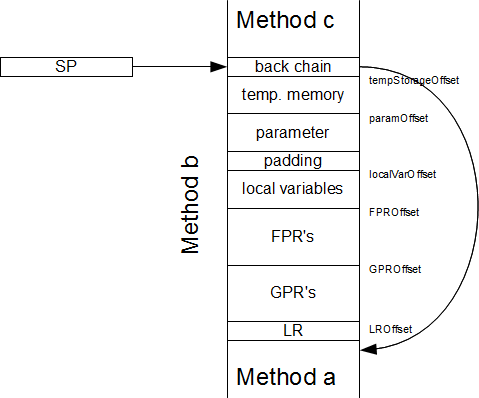 Method c
SP
back chain
tempStorageOffset
temp. memory
paramOffset
parameter
padding
Method b
localVarOffset
local variables
FPROffset
FPR's
GPROffset
GPR's
LR
LROffset
Method a